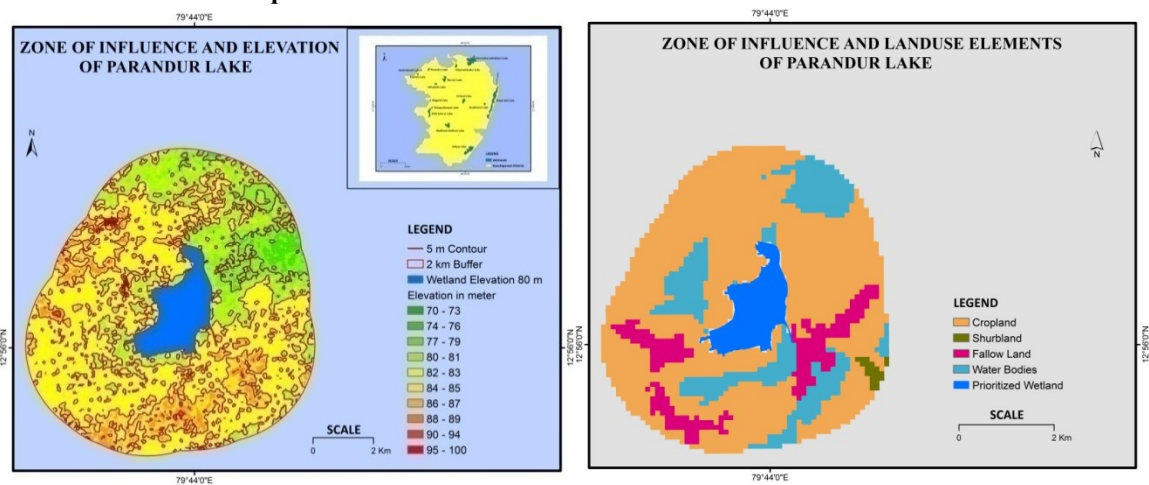 79°44'0"E
ZONE OF INFLUENCE AND ELEVATION
OF PARANDUR LAKE
N
LEGEND
5 m Contour
2 km Buffer
Wetland Elevation 80 m
Elevation in meter
70 - 73
74 - 76
77 - 79
80 - 81
82 - 83
84 - 85
86 - 87
88 - 89
90 - 94
95 - 100
SCALE
0 2 Km
12°56'0"N
12°56'0"N
79°44'0"E
79°44'0"E
ZONE OF INFLUENCE AND LANDUSE ELEMENTS
OF PARANDUR LAKE
N
LEGEND
Cropland
Shurbland
Fallow Land
Water Bodies
Prioritized Wetland
SCALE
0 2 Km
12°56'0"N
12°56'0"N
79°44'0"E